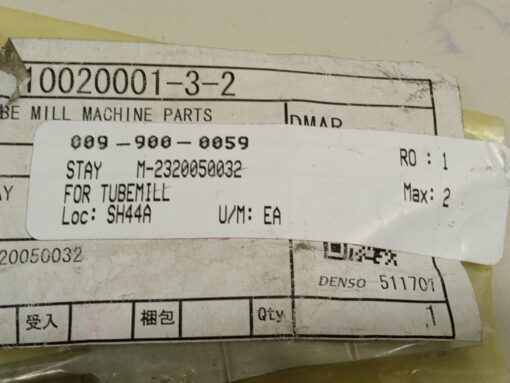 10020001-3-2
BE MILL MACHINE PARTS
DMAR
009-900-0059
RO : 1
STAY M-2320050032
FOR TUBEMILL
Max: 2
Loc: SH44A U/M: EA
AY
20050032
DENSO 511701
受入 梱包 Qty 1